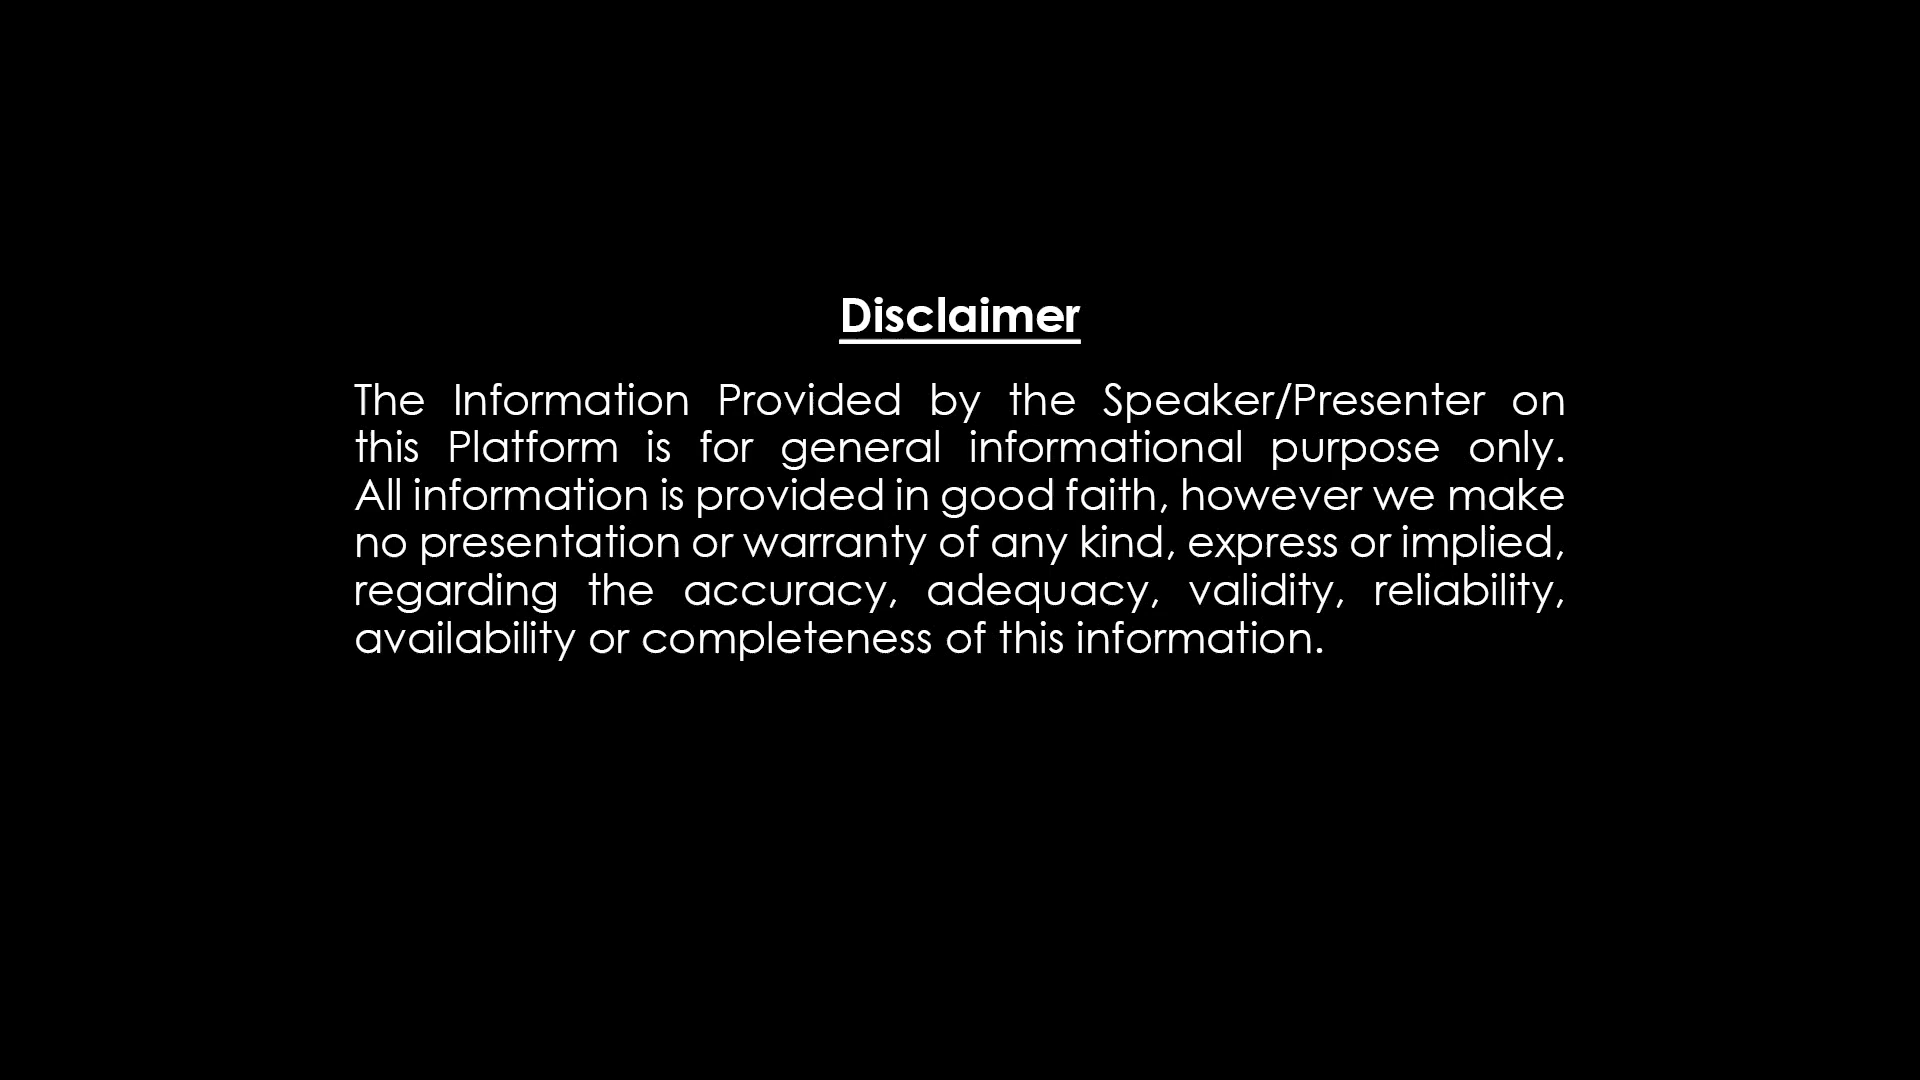 Disclaimer
The Information Provided by the Speaker/Presenter on
this Platform is for general informational purpose only.
All information is provided in good faith, however we make
no presentation or warranty of any kind, express or implied,
regarding the accuracy, adequacy, validity, reliability,
availability or completeness of this information.